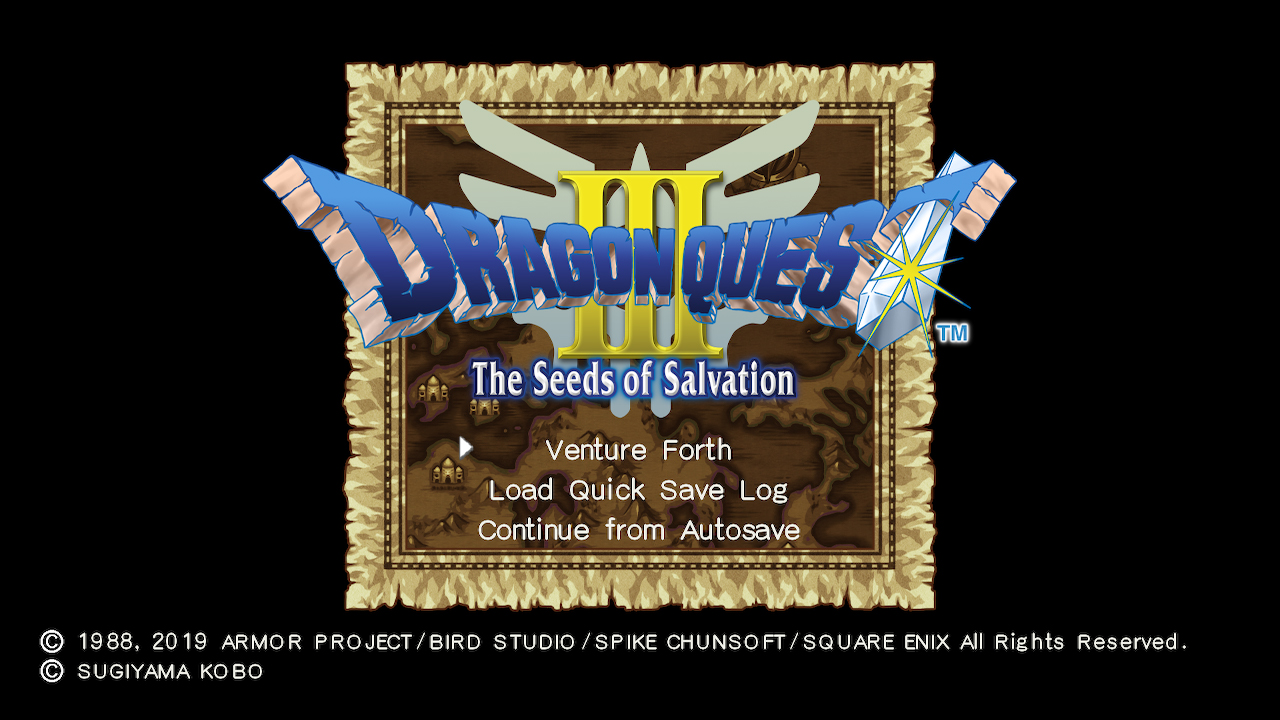 III
DRAGON QUEST
TM
The Seeds of Salvation
Venture Forth
Load Quick Save Log
Continue from Autosave
© 1988, 2019 ARMOR PROJECT/BIRD STUDIO/SPIKE CHUNSOFT/SQUARE ENIX All Rights Reserved.
© SUGIYAMA KOBO